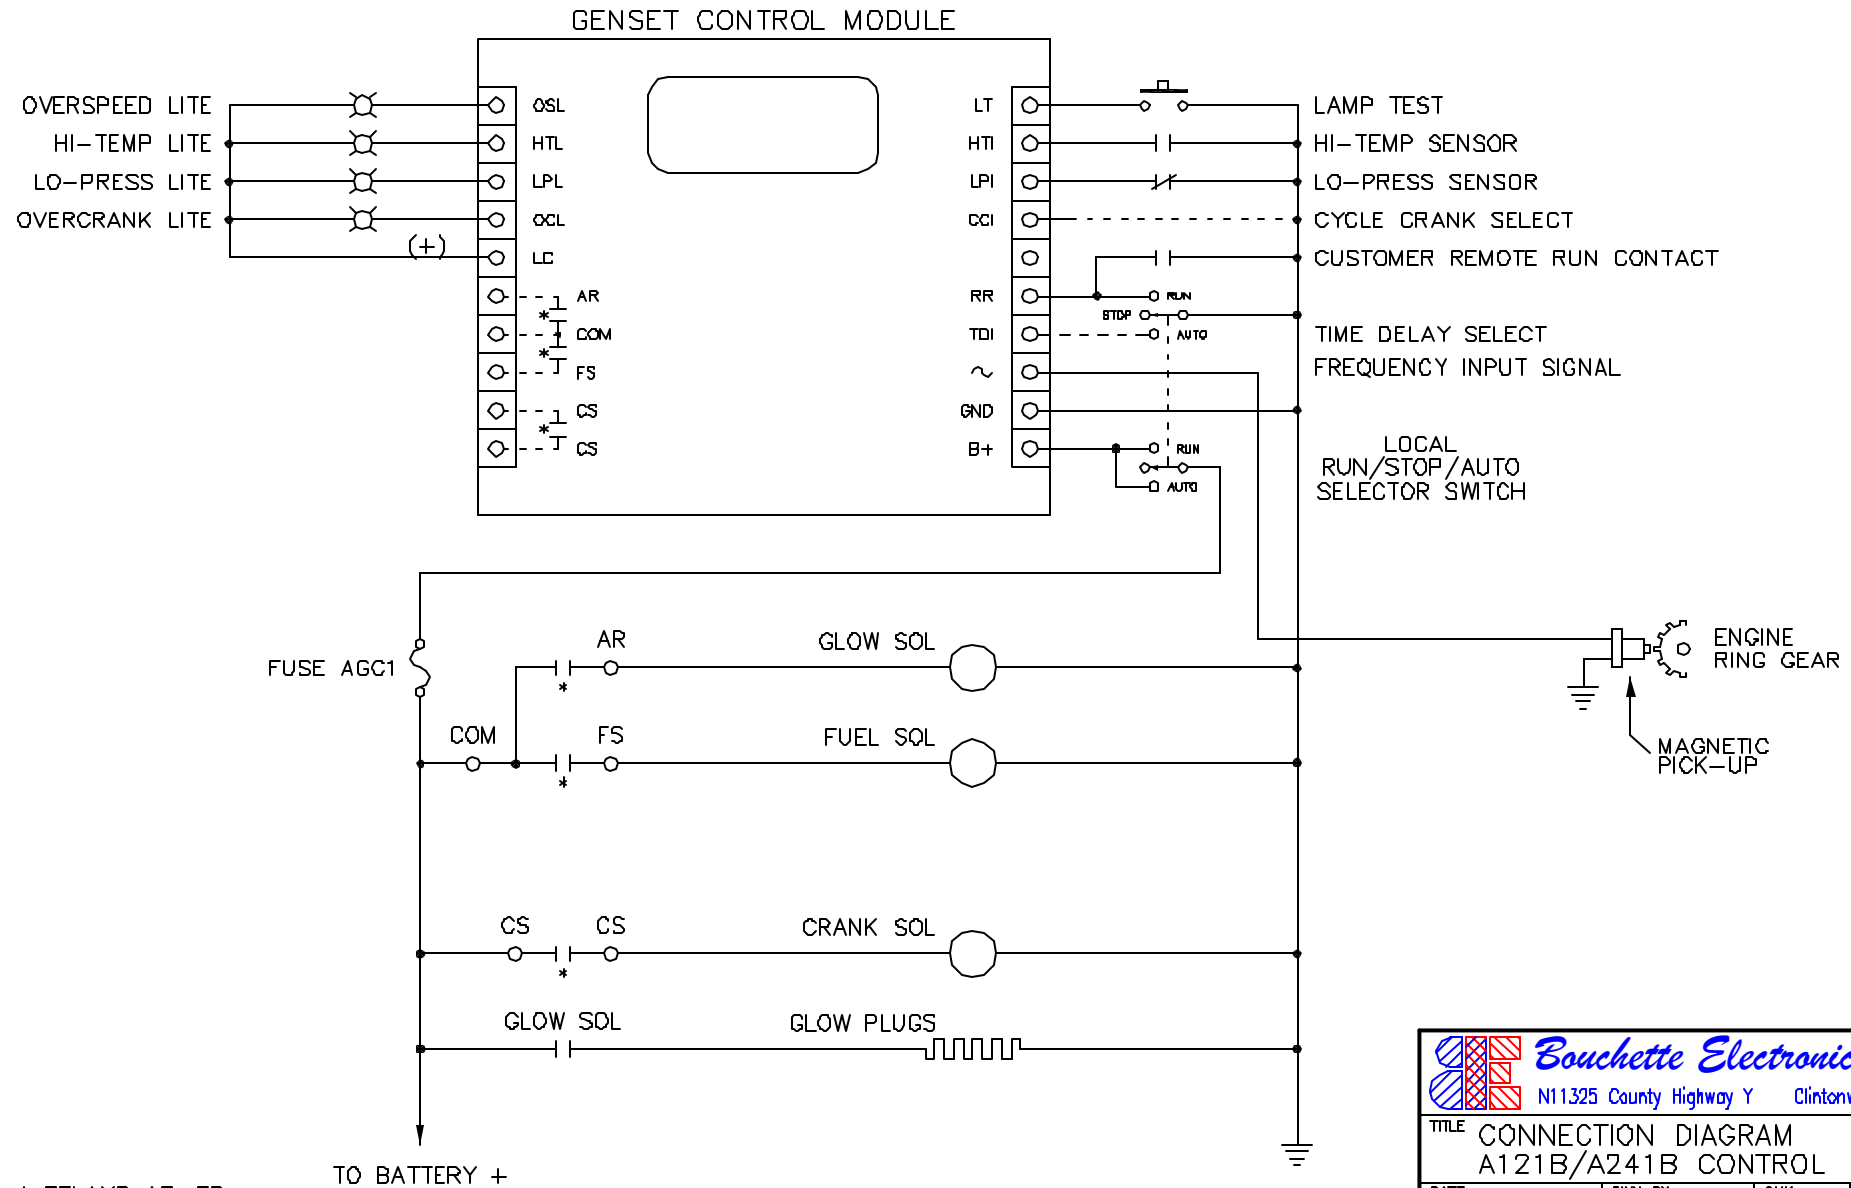 GENSET CONTROL MODULE
OVERSPEED LITE
OSL
LT
LAMP TEST
HI-TEMP LITE
HTL
HTI
HI-TEMP SENSOR
LO-PRESS LITE
LPL
LPI
LO-PRESS SENSOR
OVERCRANK LITE
OCL
CCI
CYCLE CRANK SELECT
(+)
LC
CUSTOMER REMOTE RUN CONTACT
AR
RR
RUN
*
STOP
COM
TDI
AUTO
TIME DELAY SELECT
*
FS
~
FREQUENCY INPUT SIGNAL
CS
GND
*
CS
B+
RUN
AUTO
LOCAL
RUN/STOP/AUTO
SELECTOR SWITCH
FUSE AGC1
AR
*
GLOW SOL
ENGINE
RING GEAR
COM
FS
*
FUEL SOL
MAGNETIC
PICK-UP
CS
CS
*
CRANK SOL
GLOW SOL
GLOW PLUGS
TO BATTERY +
Bouchette Electronic
N11325 County Highway Y
TITLE
CONNECTION DIAGRAM
A121B/A241B CONTROL